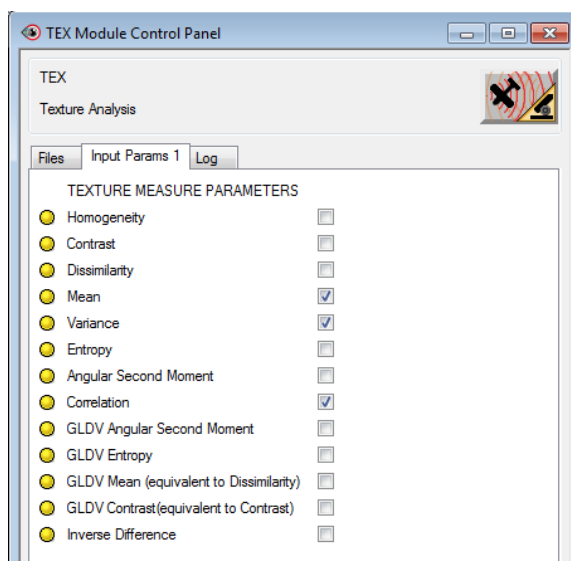 TEX Module Control Panel
TEX
Texture Analysis
Files Input Params 1 Log
TEXTURE MEASURE PARAMETERS
Homogeneity
Contrast
Dissimilarity
Mean
Variance
Entropy
Angular Second Moment
Correlation
GLDV Angular Second Moment
GLDV Entropy
GLDV Mean (equivalent to Dissimilarity)
GLDV Contrast(equivalent to Contrast)
Inverse Difference